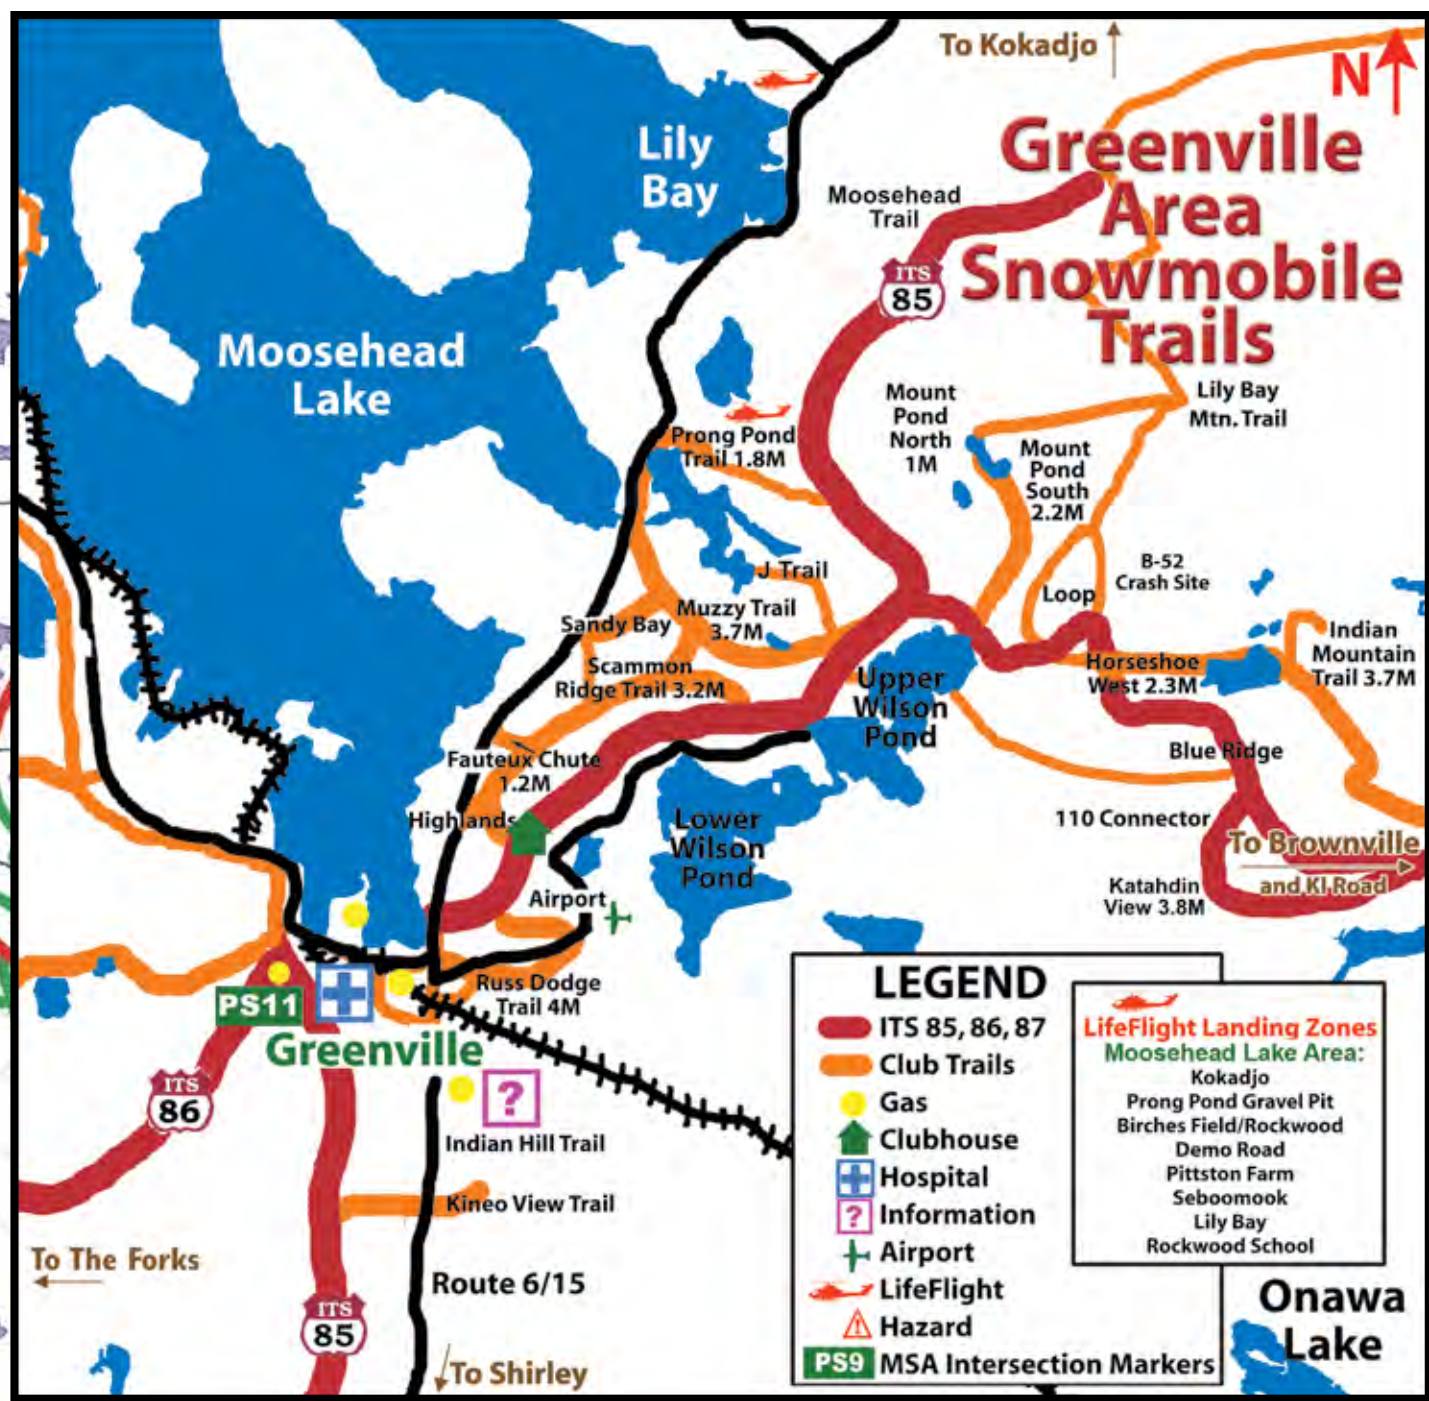 To Kokadjo
N
Greenville
Area
Snowmobile
Trails
Lily
Bay
Moosehead
Trail
ITS
85
Moosehead
Lake
Lily Bay
Mtn. Trail
Mount
Pond
North
1M
Prong Pond
Trail 1.8M
Mount
Pond
South
2.2M
B-52
Crash Site
J Trail
Loop
Muzzy Trail
3.7M
Sandy Bay
Indian
Mountain
Trail 3.7M
Scammon
Ridge Trail 3.2M
Horseshoe
West 2.3M
Upper
Wilson
Pond
Fauteux Chute
1.2M
Blue Ridge
Highlands
Lower
Wilson
Pond
110 Connector
To Brownville
and KI Road
Katahdin
View 3.8M
Airport
Russ Dodge
Trail 4M
PS11
Greenville
ITS
86
Indian Hill Trail
?
Kineo View Trail
To The Forks
Route 6/15
ITS
85
To Shirley
LEGEND
ITS 85, 86, 87
Club Trails
Gas
Clubhouse
Hospital
? Information
Airport
LifeFlight
Hazard
PS9 MSA Intersection Markers
LifeFlight Landing Zones
Moosehead Lake Area:
Kokadjo
Prong Pond Gravel Pit
Birches Field/Rockwood
Demo Road
Pittston Farm
Seboomook
Lily Bay
Rockwood School
Onawa
Lake